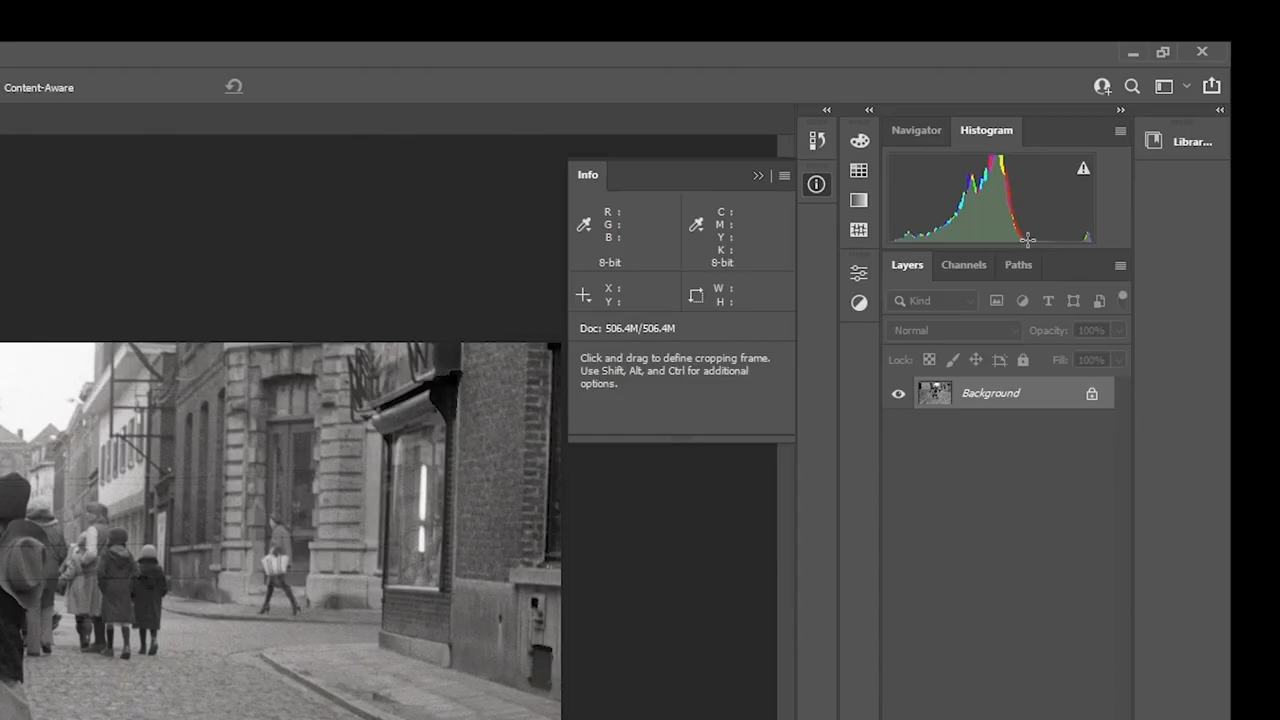 Content-Aware
Navigator
Histogram
Librar...
Info
R :
G :
B :
8-bit
C :
M :
Y :
K :
8-bit
X :
Y :
W :
H :
Doc: 506.4M/506.4M
Click and drag to define cropping frame.
Use Shift, Alt, and Ctrl for additional
options.
Layers
Channels
Paths
Kind
Normal
Opacity: 100%
Lock:
Fill: 100%
Background